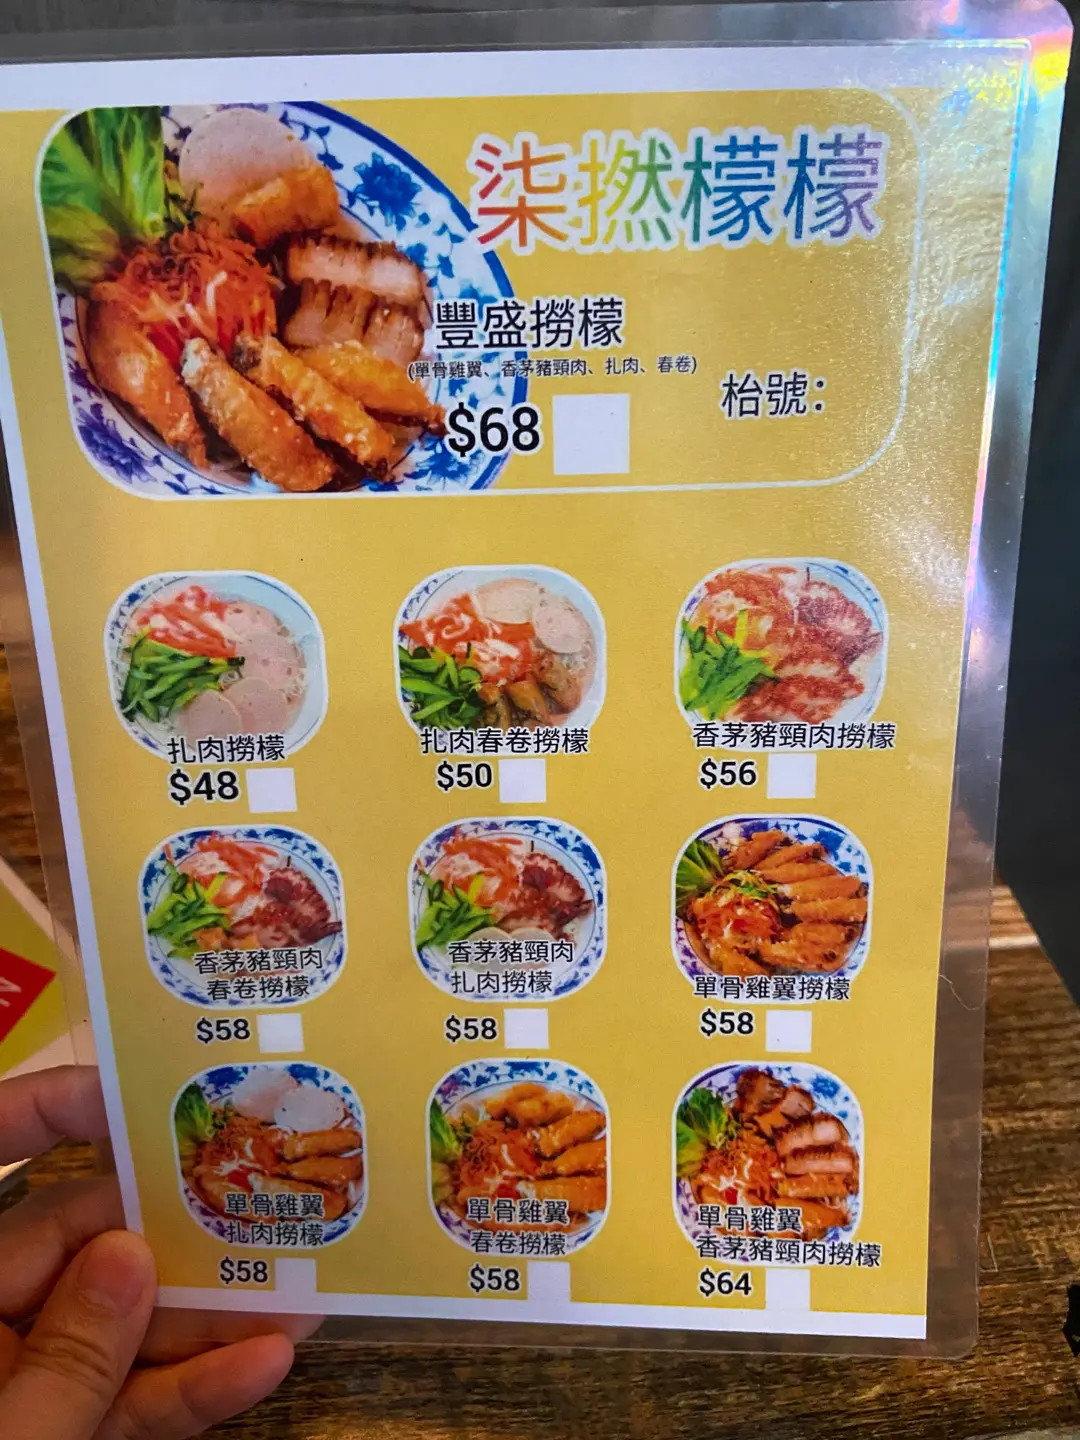 柒撚檬檬
豐盛撈檬
(單骨雞翼、香茅豬頸肉、扎肉、春卷)
$68
枱號：
扎肉撈檬
$48
扎肉春卷撈檬
$50
香茅豬頸肉撈檬
$56
香茅豬頸肉
春卷撈檬
$58
香茅豬頸肉
扎肉撈檬
$58
單骨雞翼撈檬
$58
單骨雞翼
扎肉撈檬
$58
單骨雞翼
春卷撈檬
$58
單骨雞翼
香茅豬頸肉撈檬
$64